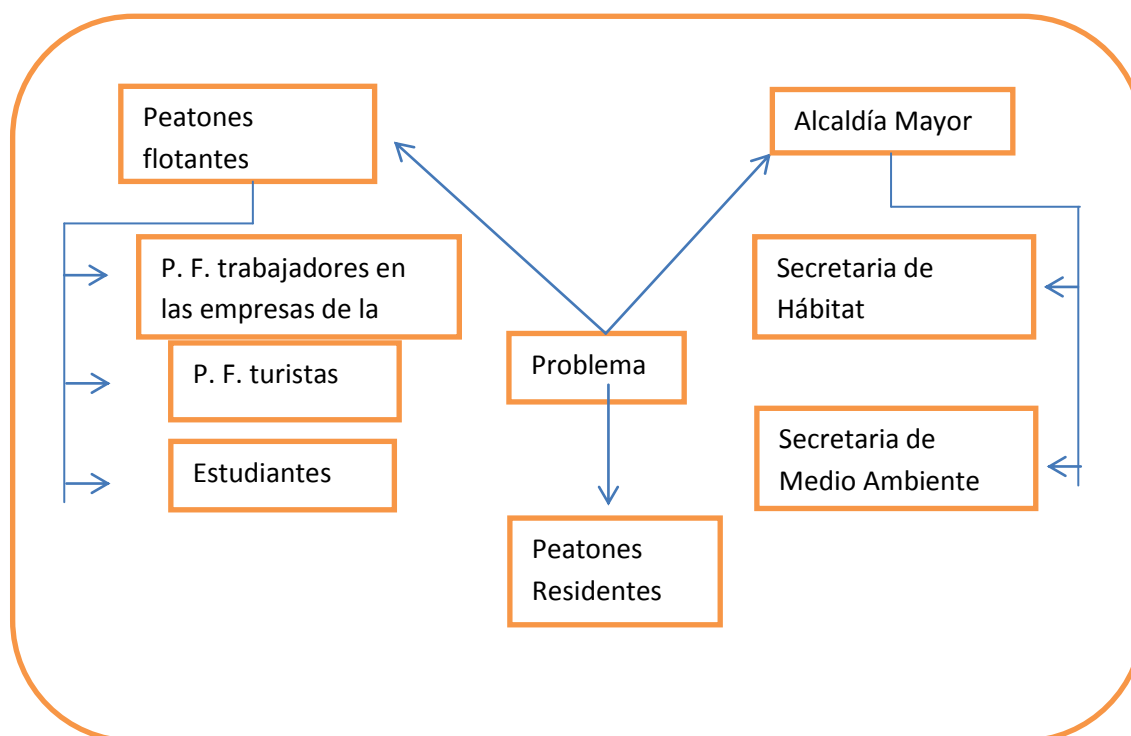 Peatones
flotantes
P. F. trabajadores en
las empresas de la
P. F. turistas
Estudiantes
Problema
Peatones
Residentes
Alcaldía Mayor
Secretaria de
Hábitat
Secretaria de
Medio Ambiente